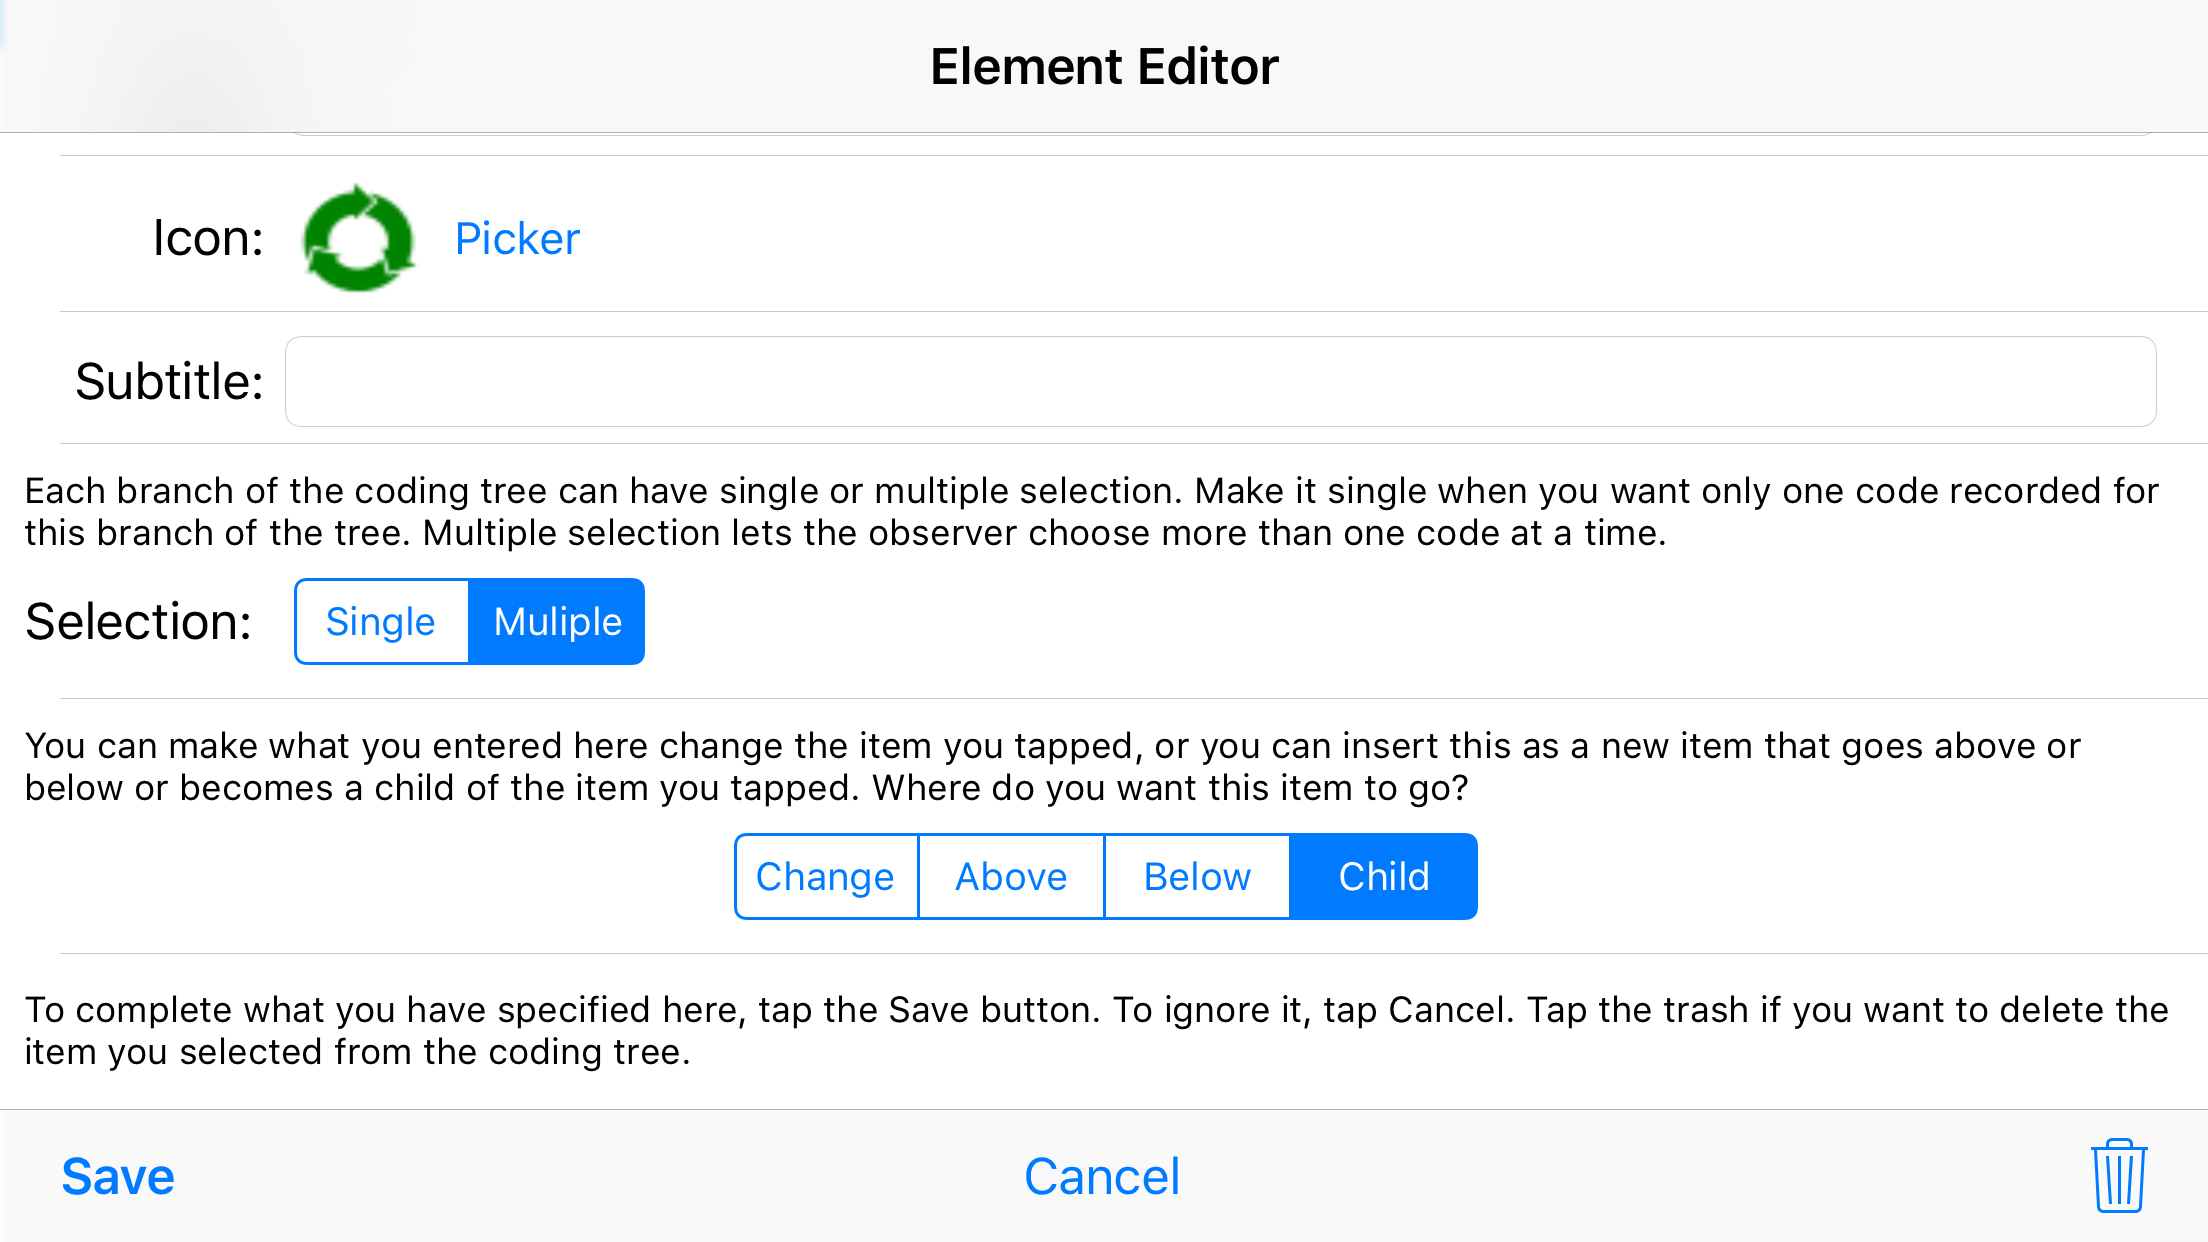 Element Editor
Icon: Picker
Subtitle:
Each branch of the coding tree can have single or multiple selection. Make it single when you want only one code recorded for
this branch of the tree. Multiple selection lets the observer choose more than one code at a time.
Selection: Single Muliple
You can make what you entered here change the item you tapped, or you can insert this as a new item that goes above or
below or becomes a child of the item you tapped. Where do you want this item to go?
Change Above Below Child
To complete what you have specified here, tap the Save button. To ignore it, tap Cancel. Tap the trash if you want to delete the
item you selected from the coding tree.
Save Cancel